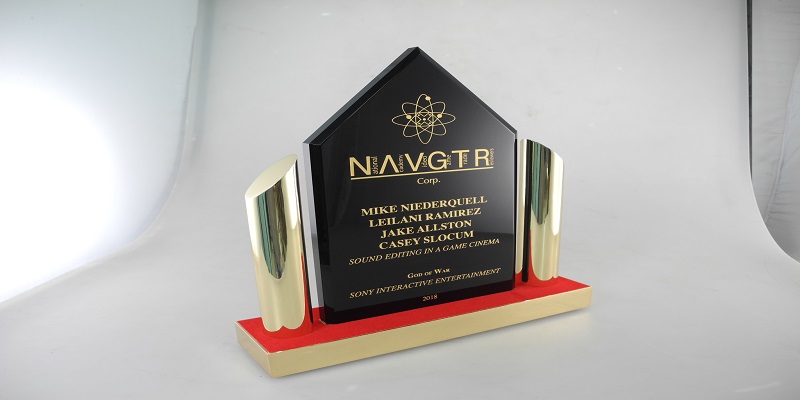 NAVGTR
Corp.
MIKE NIEDERQUELL
LEILANI RAMIREZ
JAKE ALLSTON
CASEY SLOCUM
SOUND EDITING IN A GAME CINEMA
GOD OF WAR
SONY INTERACTIVE ENTERTAINMENT
2018